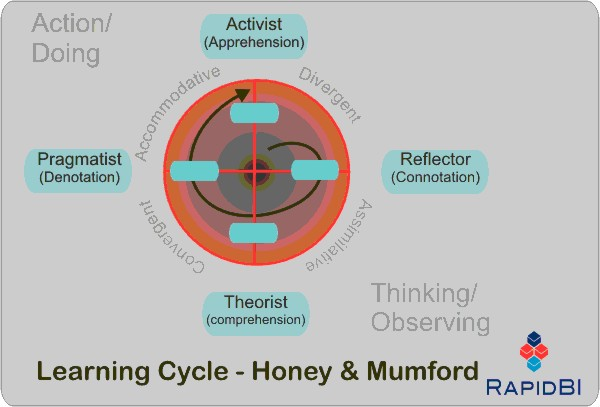 Action/
Doing
Activist
(Apprehension)
Accommodative
Divergent
Pragmatist
(Denotation)
Reflector
(Connotation)
Convergent
Assimilative
Theorist
(comprehension)
Thinking/
Observing
Learning Cycle - Honey & Mumford
RAPIDBI